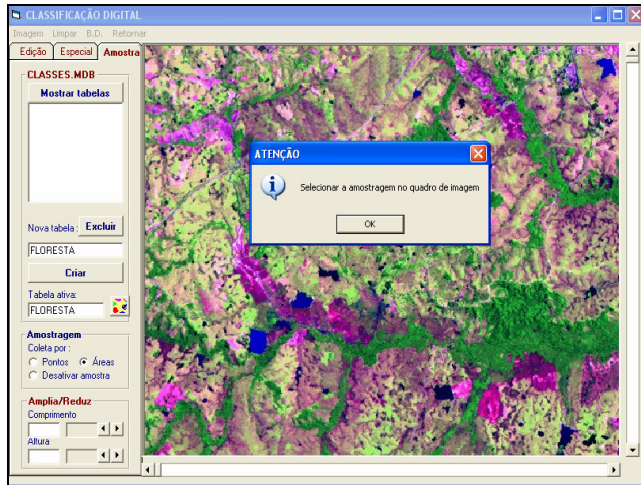 CLASSIFICAÇÃO DIGITAL
Imagem Limpar B.D. Retornar
Edição Especial Amostra
CLASSES.MDB
Mostrar tabelas
Nova tabela : Excluir
FLORESTA
Criar
Tabela ativa:
FLORESTA
Amostragem
Coleta por :
Pontos Áreas
Desativar amostra
Amplia/Reduz
Comprimento
Altura
ATENÇÃO
Selecionar a amostragem no quadro de imagem
OK